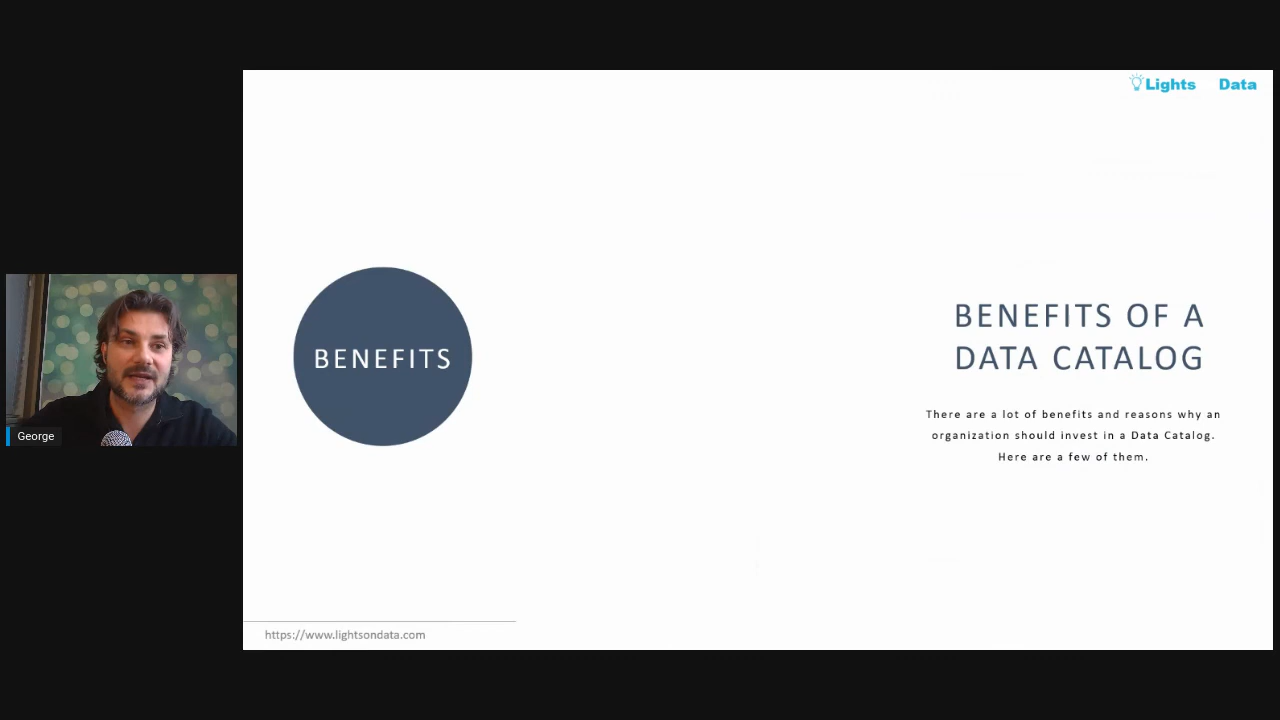 Lights Data
BENEFITS
BENEFITS OF A
DATA CATALOG
There are a lot of benefits and reasons why an
organization should invest in a Data Catalog.
Here are a few of them.
George
https://www.lightsondata.com